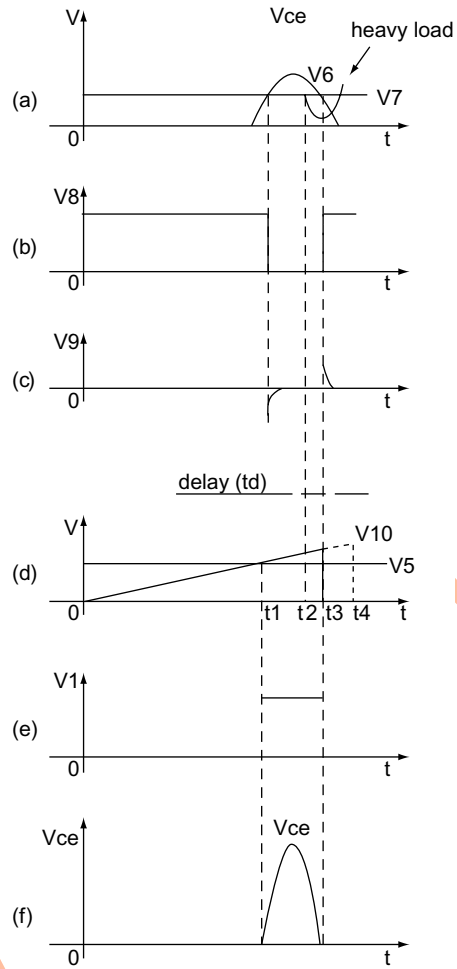 V
Vce
heavy load
V6
V7
(a)
0
t
V8
(b)
0
t
V9
(c)
0
t
delay (td)
V
V10
V5
(d)
0
t1 t2 t3 t4 t
V1
(e)
0
t
Vce
Vce
(f)
0
t